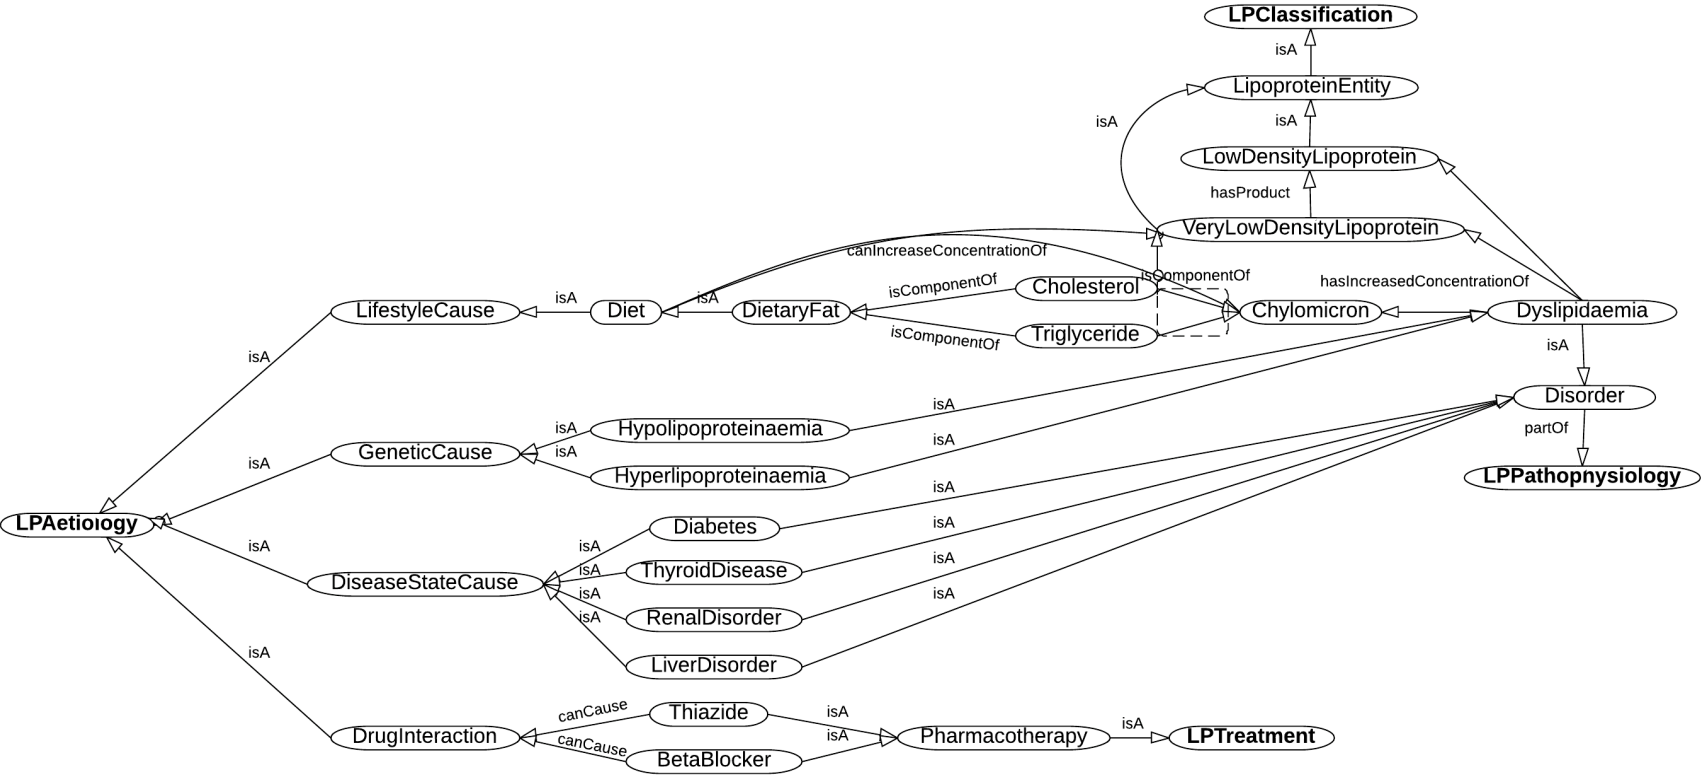 LPClassification
isA
LipoproteinEntity
isA
isA
LowDensityLipoprotein
hasProduct
VeryLowDensityLipoprotein
canIncreaseConcentrationOf
isComponentOf
hasIncreasedConcentrationOf
isComponentOf
Cholesterol
isA
isA
LifestyleCause
Diet
DietaryFat
Chylomicron
Dyslipidaemia
isComponentOf
Triglyceride
isA
isA
Disorder
isA
partOf
isA
Hypolipoproteinaemia
isA
isA
GeneticCause
isA
isA
Hyperlipoproteinaemia
LPPathophysiology
isA
LPAetiology
isA
Diabetes
isA
isA
isA
ThyroidDisease
isA
DiseaseStateCause
isA
isA
RenalDisorder
isA
isA
LiverDisorder
canCause
Thiazide
isA
isA
DrugInteraction
canCause
isA
Pharmacotherapy
LPTreatment
BetaBlocker